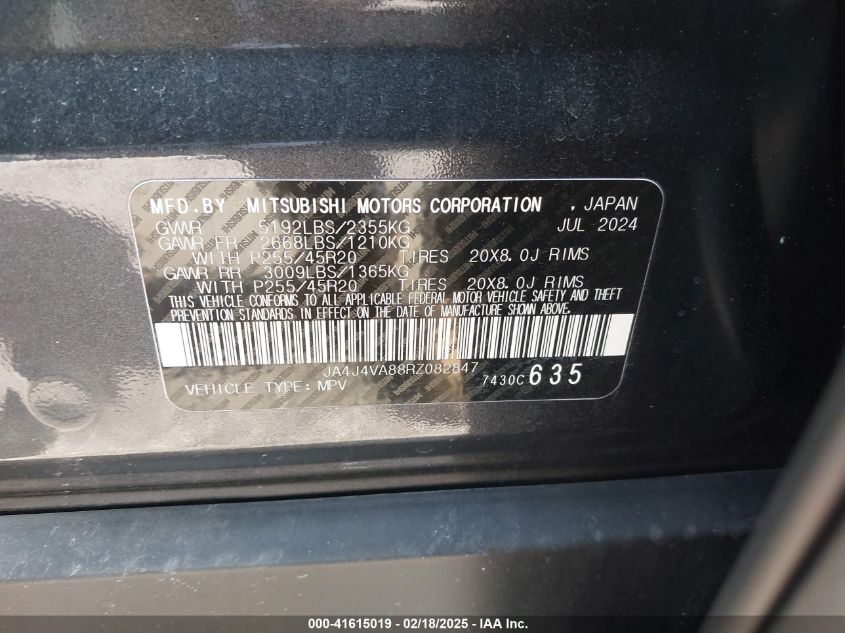 MFD.BY MITSUBISHI MOTORS CORPORATION , JAPAN
GVWR 5192LBS/2355KG JUL 2024
GAWR FR 2668LBS/1210KG
WITH P255/45R20 TIRES 20X8.0J RIMS
GAWR RR 3009LBS/1365KG
WITH P255/45R20 TIRES 20X8.0J RIMS
THIS VEHICLE CONFORMS TO ALL APPLICABLE FEDERAL MOTOR VEHICLE SAFETY AND THEFT
PREVENTION STANDARDS IN EFFECT ON THE DATE OF MANUFACTURE SHOWN ABOVE.
JA4J4VA88RZ082847
VEHICLE TYPE: MPV 7430C 635
000-41615019 - 02/18/2025 - IAAI.com